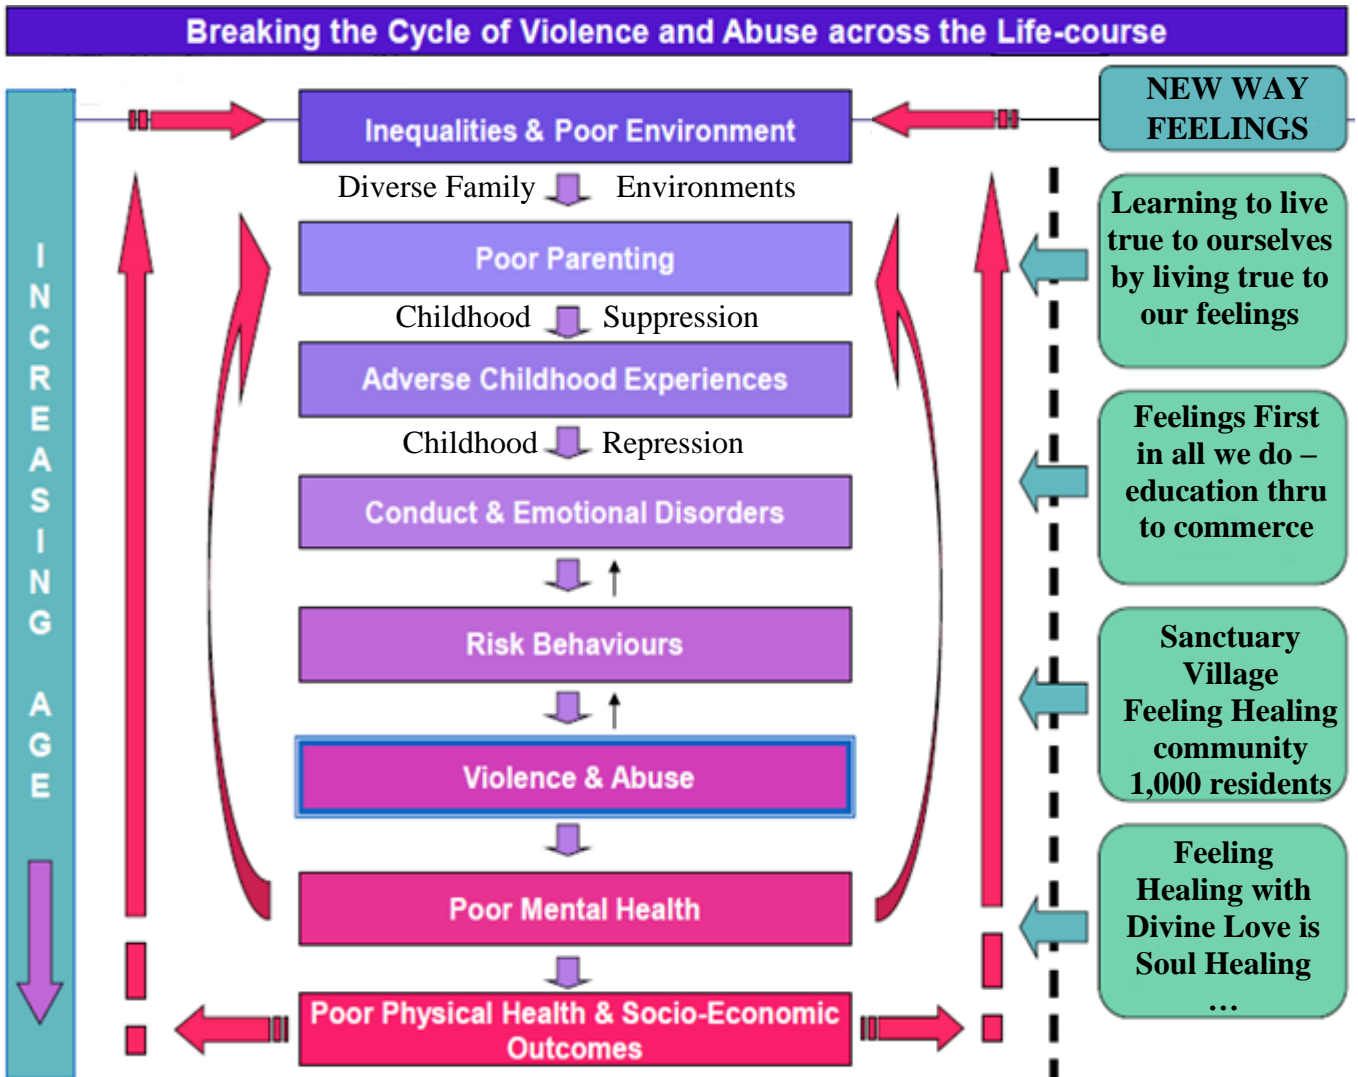 Breaking the Cycle of Violence and Abuse across the Life-course
INCREASING AGE
Inequalities & Poor Environment
Diverse Family Environments
Poor Parenting
Childhood Suppression
Adverse Childhood Experiences
Childhood Repression
Conduct & Emotional Disorders
Risk Behaviours
Violence & Abuse
Poor Mental Health
Poor Physical Health & Socio-Economic
Outcomes
NEW WAY
FEELINGS
Learning to live
true to ourselves
by living true to
our feelings
Feelings First
in all we do –
education thru
to commerce
Sanctuary
Village
Feeling Healing
community
1,000 residents
Feeling
Healing with
Divine Love is
Soul Healing
…